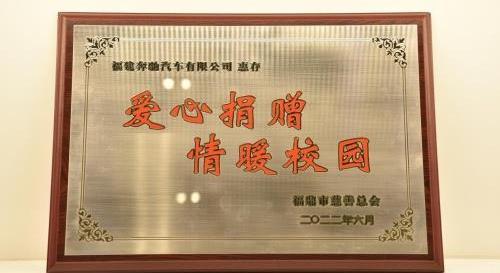 福建奔驰汽车有限公司 惠存
爱心捐赠
情暖校园
福鼎市慈善总会
二〇二二年六月